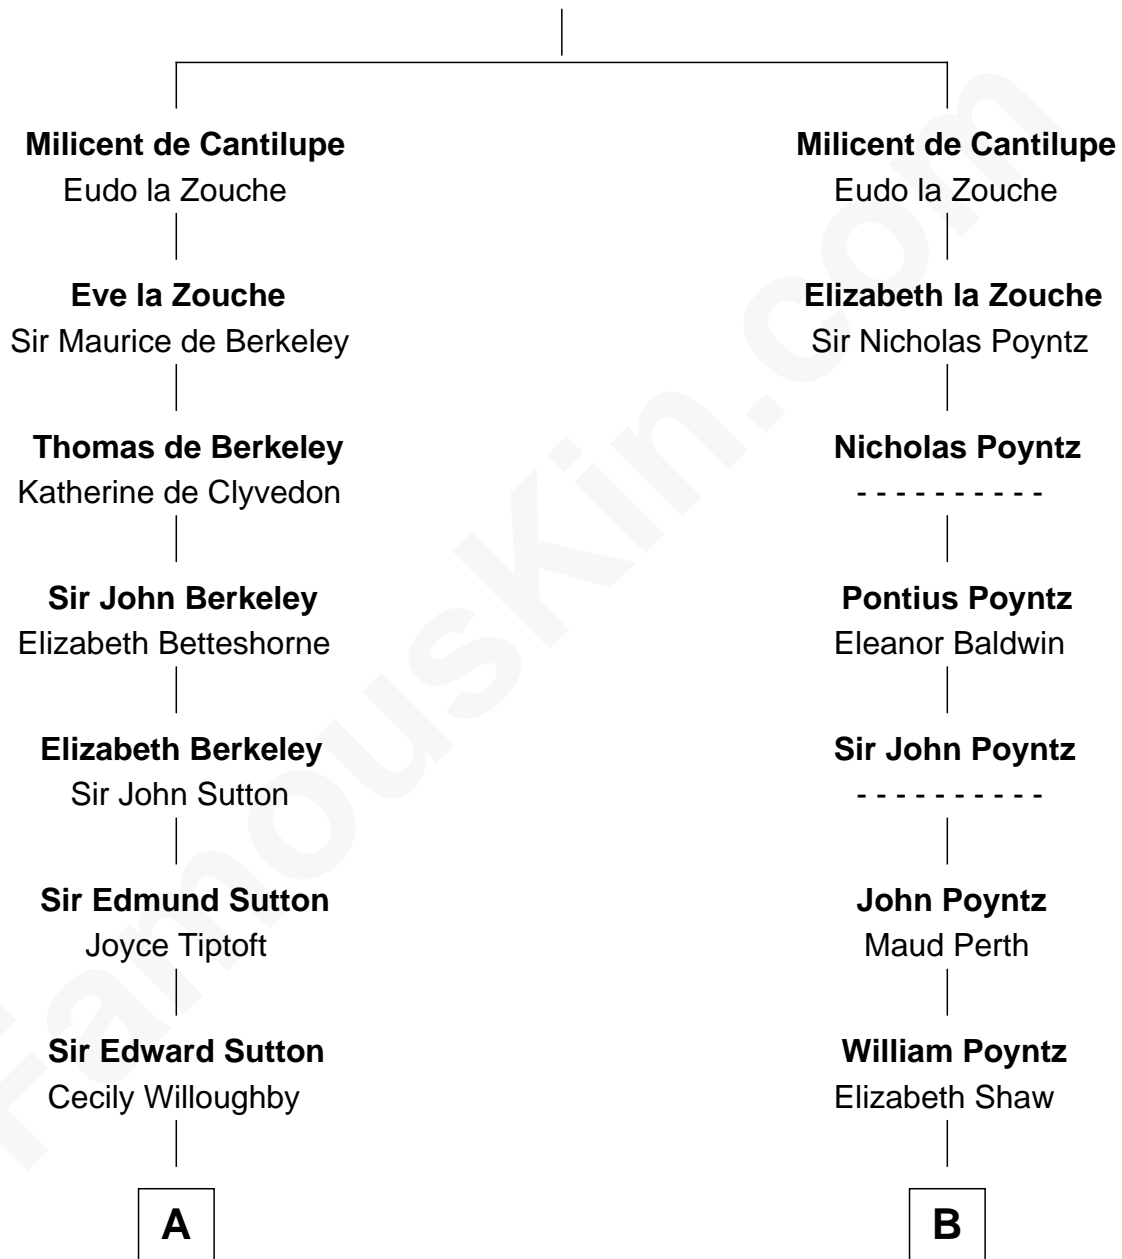 Milicent de Cantilupe
Eudo la Zouche
Eve la Zouche
Sir Maurice de Berkeley
Thomas de Berkeley
Katherine de Clyvedon
Sir John Berkeley
Elizabeth Betteshorne
Elizabeth Berkeley
Sir John Sutton
Sir Edmund Sutton
Joyce Tiptoft
Sir Edward Sutton
Cecily Willoughby
A
Milicent de Cantilupe
Eudo la Zouche
Elizabeth la Zouche
Sir Nicholas Poyntz
Nicholas Poyntz
- - - - - - - - - -
Pontius Poyntz
Eleanor Baldwin
Sir John Poyntz
- - - - - - - - - -
John Poyntz
Maud Perth
William Poyntz
Elizabeth Shaw
B
FamousKin.com